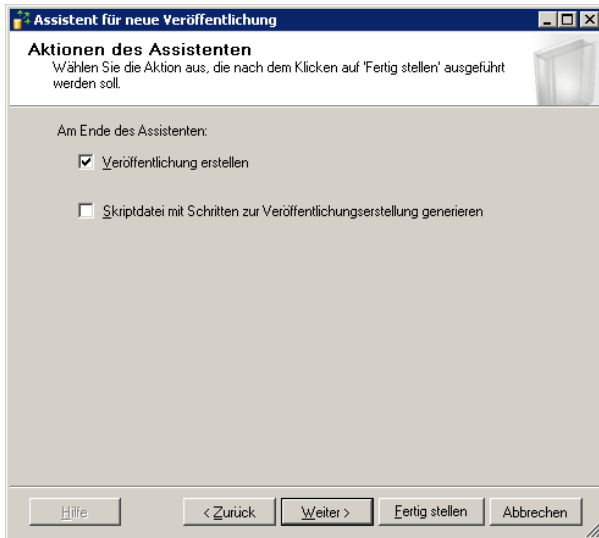 Assistent für neue Veröffentlichung
Aktionen des Assistenten
Wählen Sie die Aktion aus, die nach dem Klicken auf 'Fertig stellen' ausgeführt
werden soll.
Am Ende des Assistenten:
Veröffentlichung erstellen
Skriptdatei mit Schritten zur Veröffentlichungserstellung generieren
Hilfe
< Zurück
Weiter >
Fertig stellen
Abbrechen